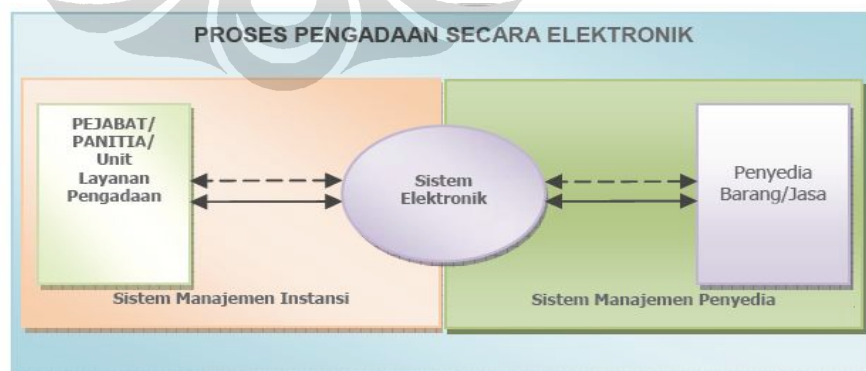 PROSES PENGADAAN SECARA ELEKTRONIK
PEJABAT/
PANITIA/
Unit
Layanan
Pengadaan
Sistem
Elektronik
Penyedia
Barang/Jasa
Sistem Manajemen Instansi
Sistem Manajemen Penyedia